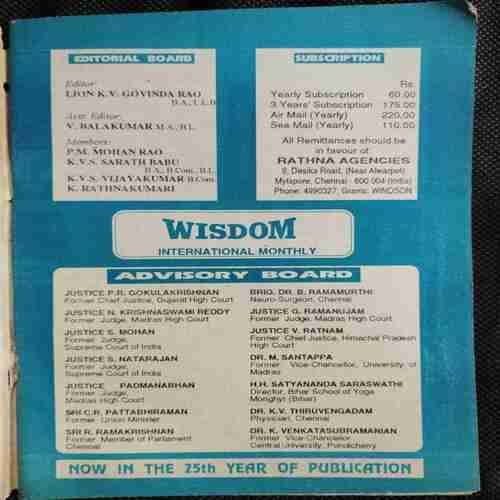 EDITORIAL BOARD
Editor:
LION K.V. GOVINDA RAO
B.A., L.L.B.
Asst. Editor:
V. BALAKUMAR M.A., B.L.
Members:
P.M. MOHAN RAO
K.V.S. SARATH BABU
B.A., B.Com., B.L.
K.V.S. VIJAYAKUMAR B.Com.
K. RATHNAKUMARI
SUBSCRIPTION
Rs.
Yearly Subscription 60.00
3 Years' Subscription 175.00
Air Mail (Yearly) 220.00
Sea Mail (Yearly) 110.00
All Remittances should be
in favour of
RATHNA AGENCIES
9, Desika Road, (Near Alwarpet)
Mylapore, Chennai - 600 004 (India)
Phone: 4990327; Grams: WINDSON
WISDOM
INTERNATIONAL MONTHLY
ADVISORY BOARD
JUSTICE P.R. GOKULAKRISHNAN
Former Chief Justice, Gujarat High Court
JUSTICE N. KRISHNASWAMI REDDY
Former Judge, Madras High Court
JUSTICE S. MOHAN
Former Judge,
Supreme Court of India
JUSTICE S. NATARAJAN
Former Judge,
Supreme Court of India
JUSTICE PADMANABHAN
Former Judge,
Madras High Court
SRI C.R. PATTABHIRAMAN
Former Union Minister
SRI R. RAMAKRISHNAN
Former Member of Parliament
Chennai
BRIG. DR. B. RAMAMURTHI
Neuro-Surgeon, Chennai
JUSTICE G. RAMANUJAM
Former Judge, Madras High Court
JUSTICE V. RATNAM
Former Chief Justice, Himachal Pradesh
High Court
DR. M. SANTAPPA
Former Vice-Chancellor, University of
Madras
H.H. SATYANANDA SARASWATHI
Director, Bihar School of Yoga
Monghyr (Bihar)
DR. K.V. THIRUVENGADAM
Physician, Chennai
DR. K. VENKATASUBRAMANIAN
Former Vice-Chancellor
Central University, Pondicherry
NOW IN THE 25th YEAR OF PUBLICATION